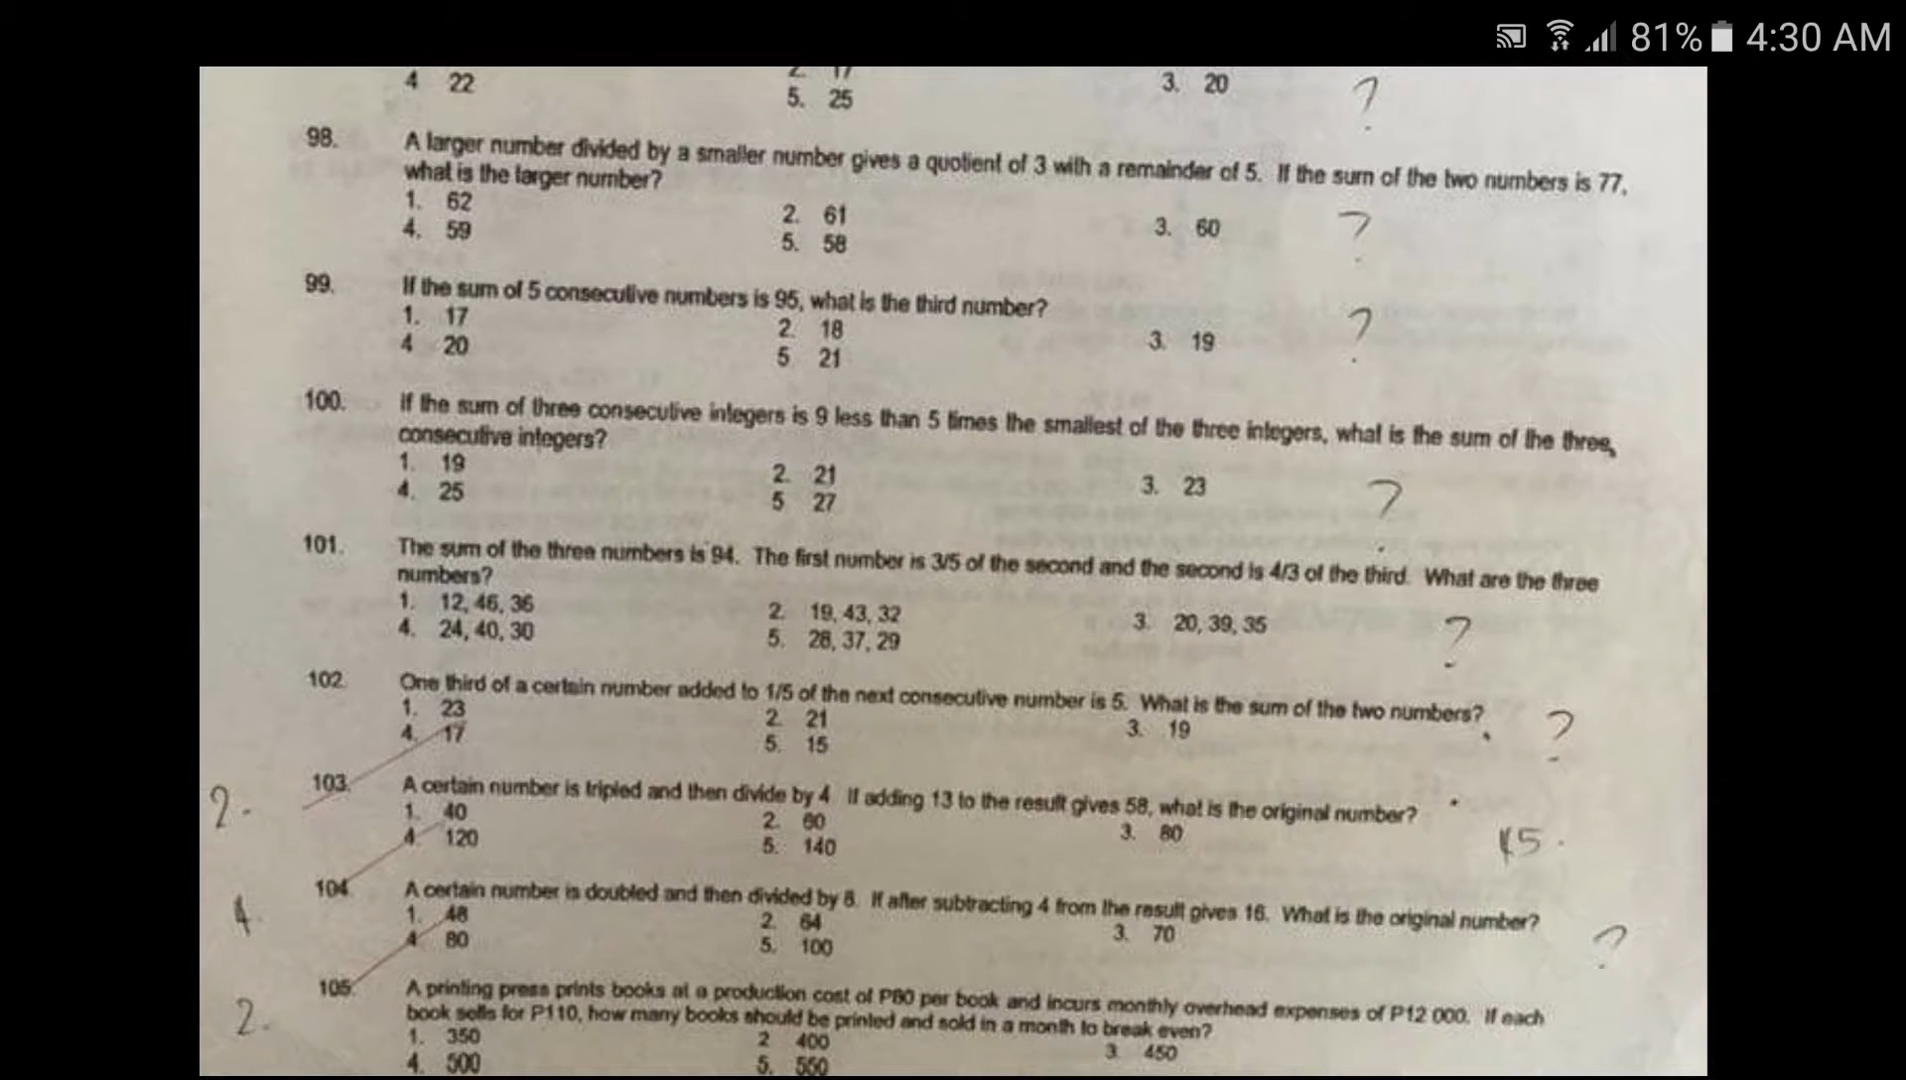 81% 4:30 AM
4 22
2. 17
5. 25
3. 20
?
98. A larger number divided by a smaller number gives a quotient of 3 with a remainder of 5. If the sum of the two numbers is 77,
what is the larger number?
1. 62
2. 61
3. 60
?
4. 59
5. 58
99. If the sum of 5 consecutive numbers is 95, what is the third number?
1. 17
2. 18
3. 19
?
4 20
5 21
100. If the sum of three consecutive integers is 9 less than 5 times the smallest of the three integers, what is the sum of the three,
consecutive integers?
1. 19
2. 21
3. 23
?
4. 25
5 27
101. The sum of the three numbers is 94. The first number is 3/5 of the second and the second is 4/3 of the third. What are the three
numbers?
1. 12, 46, 36
2. 19, 43, 32
3. 20, 39, 35
?
4. 24, 40, 30
5. 28, 37, 29
102. One third of a certain number added to 1/5 of the next consecutive number is 5. What is the sum of the two numbers?
?
1. 23
2. 21
3. 19
4. 17
5. 15
2. 103. A certain number is tripled and then divide by 4 If adding 13 to the result gives 58, what is the original number?
1. 40
2. 60
3. 80
4. 120
5. 140
4. 104. A certain number is doubled and then divided by 8. If after subtracting 4 from the result gives 16. What is the original number?
?
1. 48
2. 64
3. 70
4. 80
5. 100
2. 105. A printing press prints books at a production cost of P80 per book and incurs monthly overhead expenses of P12 000. If each
book sells for P110, how many books should be printed and sold in a month to break even?
1. 350
2 400
3 450
4. 500
5. 550